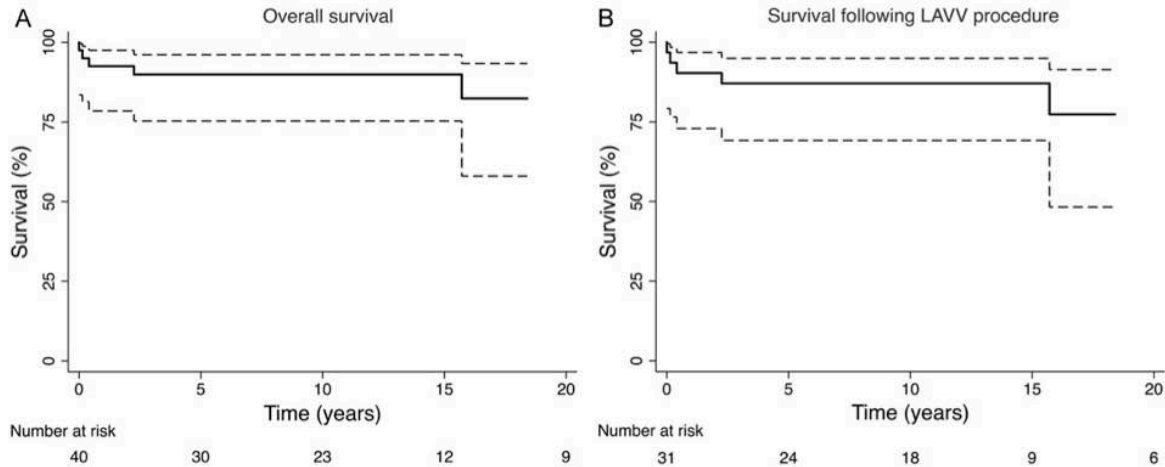 A
Overall survival
Survival (%)
100
75
50
25
0
0 5 10 15 20
Time (years)
Number at risk
40 30 23 12 9
B
Survival following LAVV procedure
Survival (%)
100
75
50
25
0
0 5 10 15 20
Time (years)
Number at risk
31 24 18 9 6